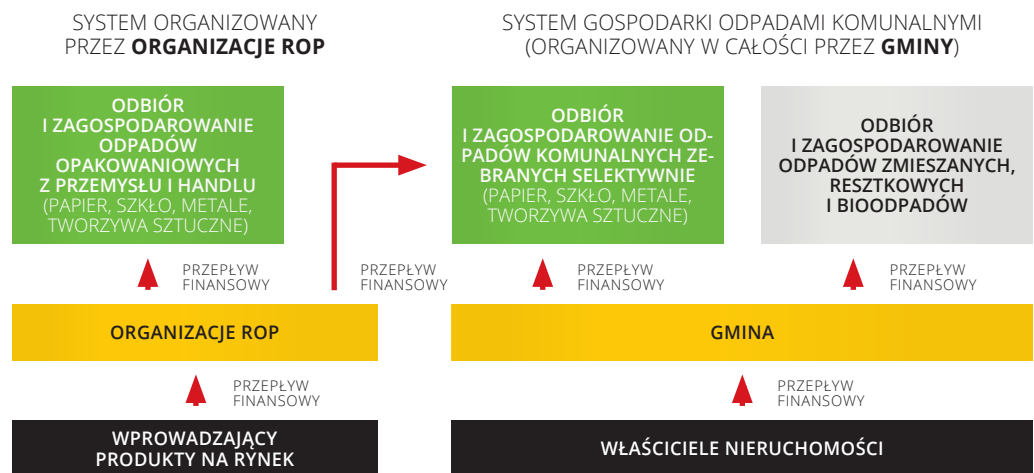 SYSTEM ORGANIZOWANY
PRZEZ ORGANIZACJE ROP
SYSTEM GOSPODARKI ODPADAMI KOMUNALNYMI
(ORGANIZOWANY W CAŁOŚCI PRZEZ GMINY)
ODBIÓR
I ZAGOSPODAROWANIE
ODPADÓW
OPAKOWANIOWYCH
Z PRZEMYSŁU I HANDLU
(PAPIER, SZKŁO, METALE,
TWORZYWA SZTUCZNE)
ODBIÓR
I ZAGOSPODAROWANIE OD-
PADÓW KOMUNALNYCH ZE-
BRANYCH SELEKTYWNIE
(PAPIER, SZKŁO, METALE,
TWORZYWA SZTUCZNE)
ODBIÓR
I ZAGOSPODAROWANIE
ODPADÓW ZMIESZANYCH,
RESZTKOWYCH
I BIOODPADÓW
PRZEPŁYW
FINANSOWY
PRZEPŁYW
FINANSOWY
PRZEPŁYW
FINANSOWY
PRZEPŁYW
FINANSOWY
ORGANIZACJE ROP
GMINA
PRZEPŁYW
FINANSOWY
PRZEPŁYW
FINANSOWY
WPROWADZAJĄCY
PRODUKTY NA RYNEK
WŁAŚCICIELE NIERUCHOMOŚCI